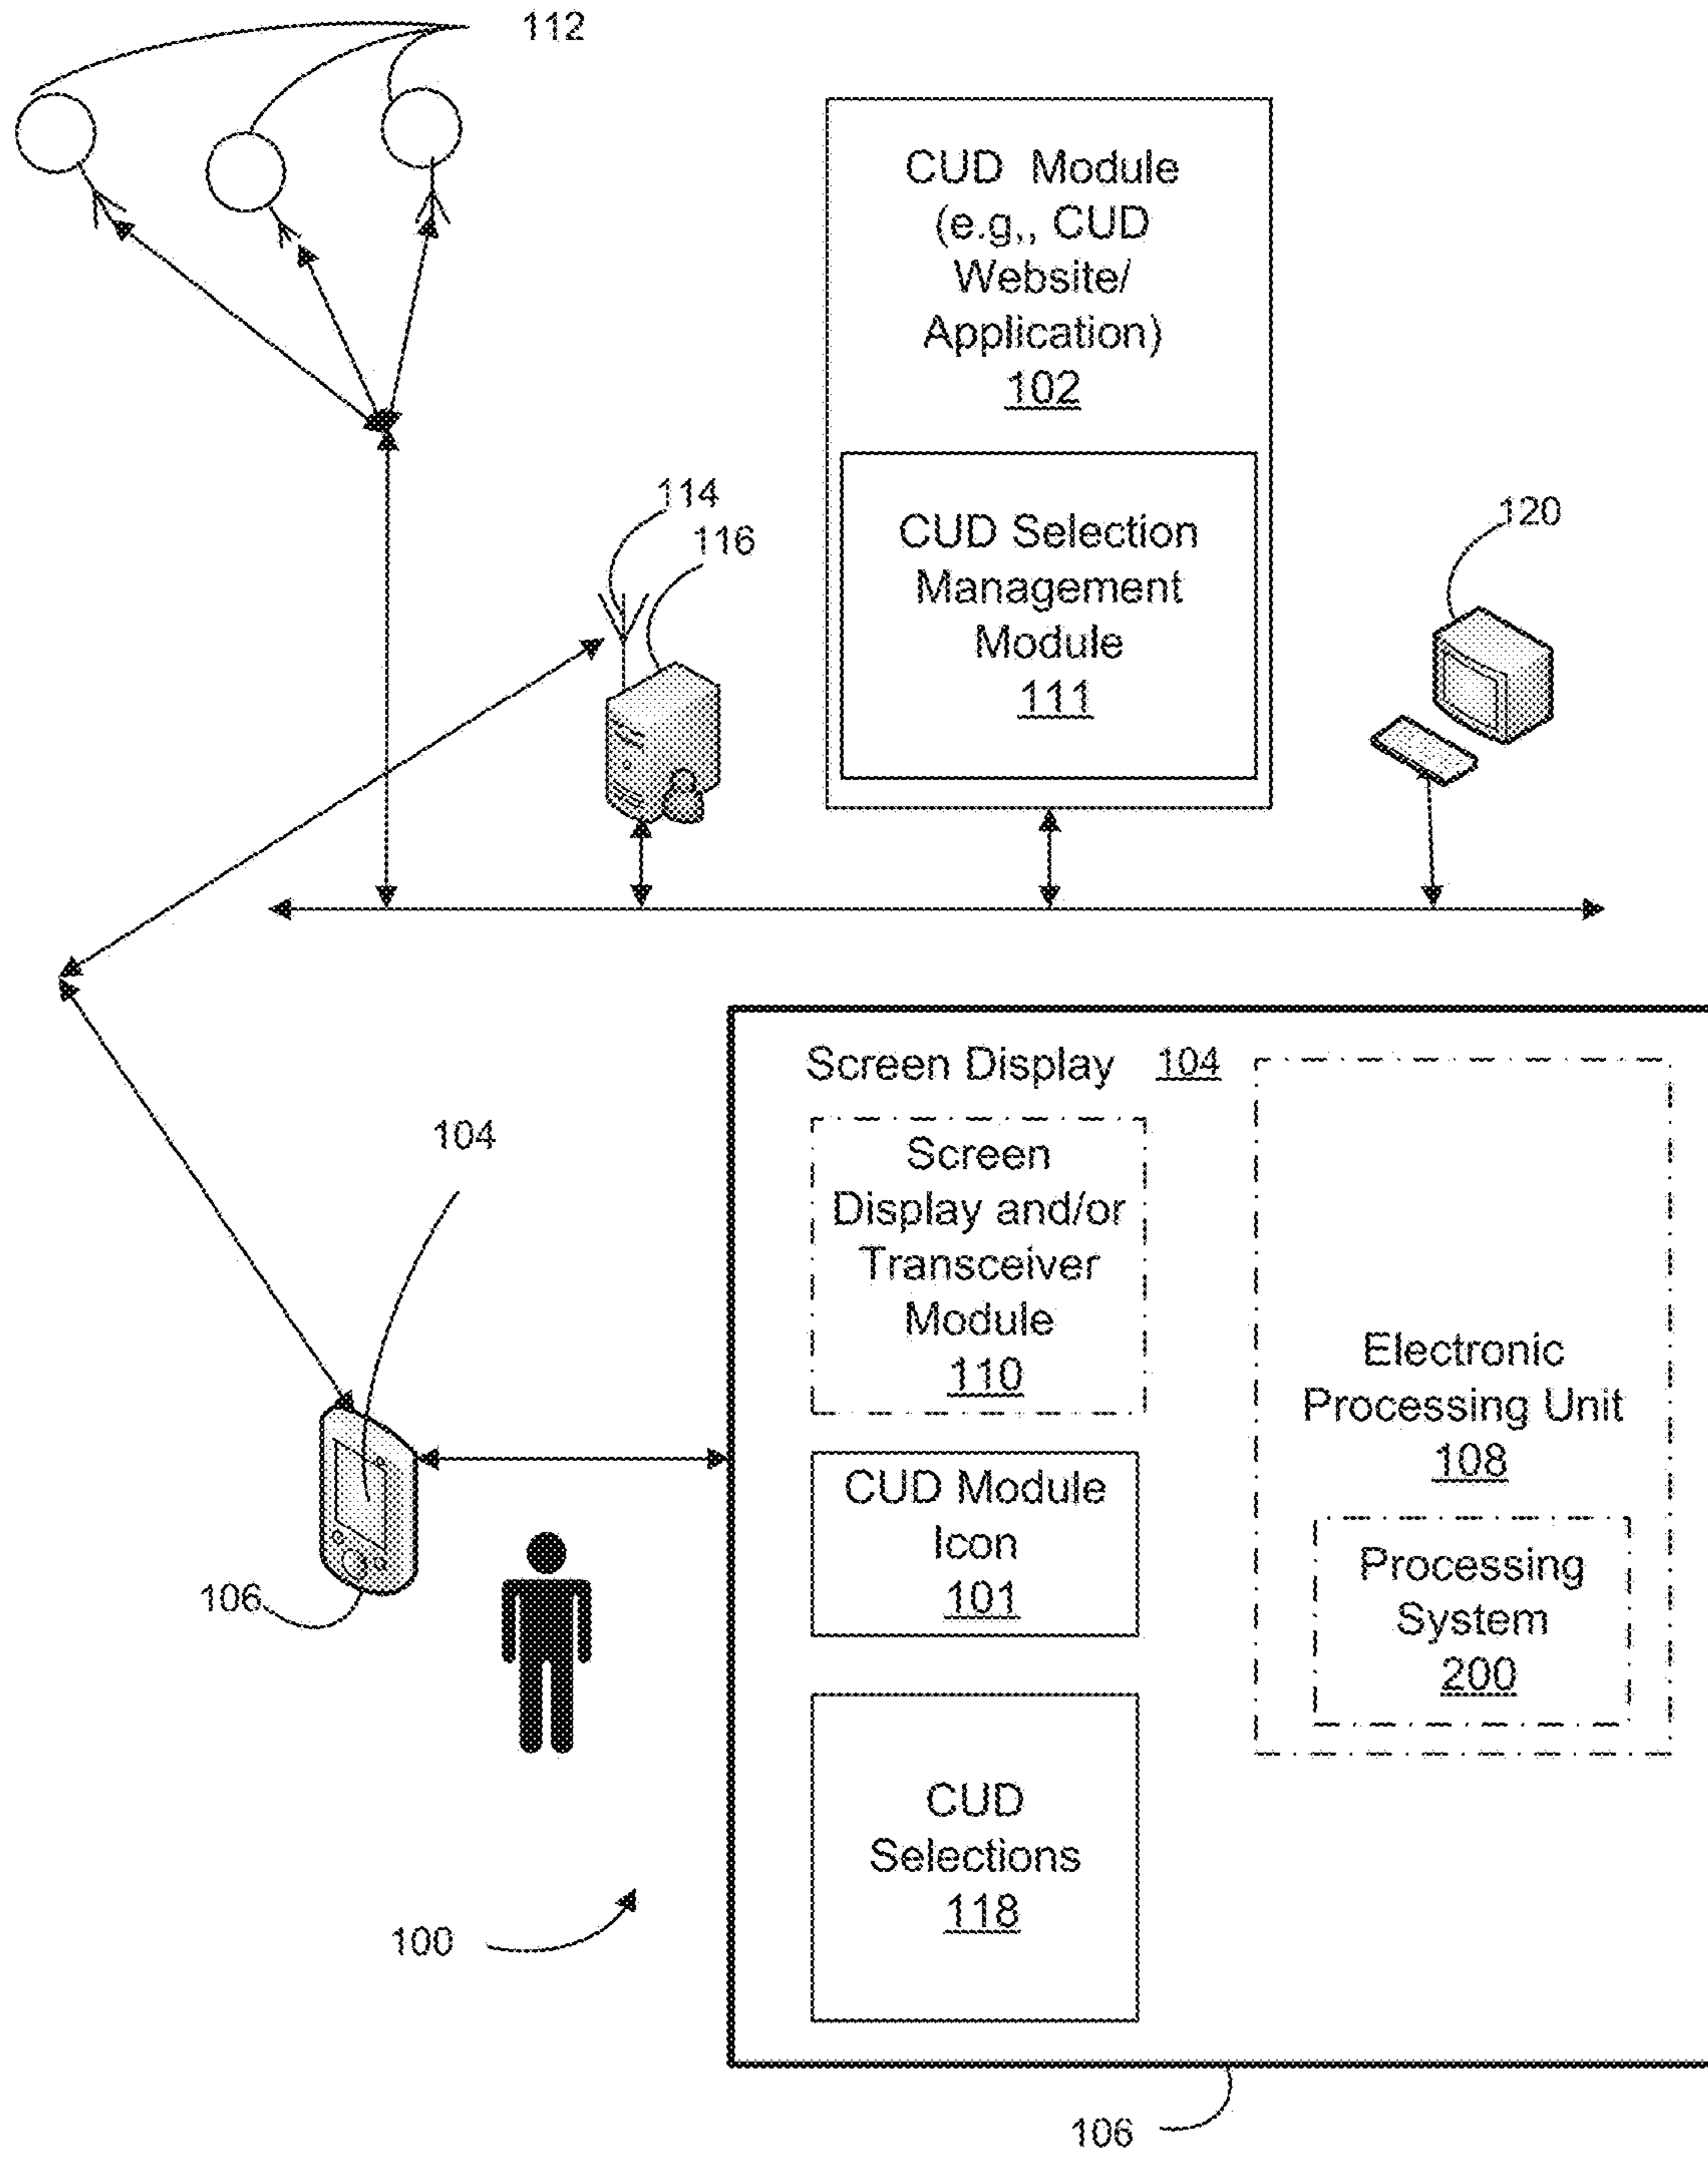 112
CUD Module
(e.g,, CUD
Website/
Application)
102
114
116
CUD Selection
Management
Module
111
120
104
Screen Display 104
Screen
Display and/or
Transceiver
Module
110
Electronic
Processing Unit
108
CUD Module
Icon
101
Processing
System
200
106
CUD
Selections
118
100
106